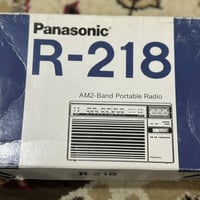 Panasonic
R-218
AM2-Band Portable Radio
R-218